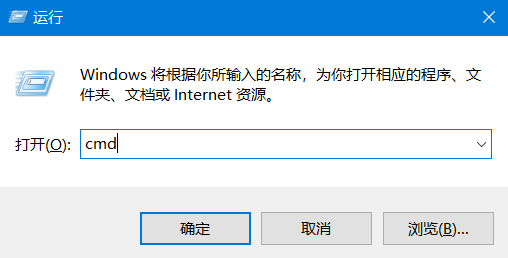 运行
Windows 将根据你所输入的名称，为你打开相应的程序、文
件夹、文档或 Internet 资源。
打开(O): cmd
确定 取消 浏览(B)...